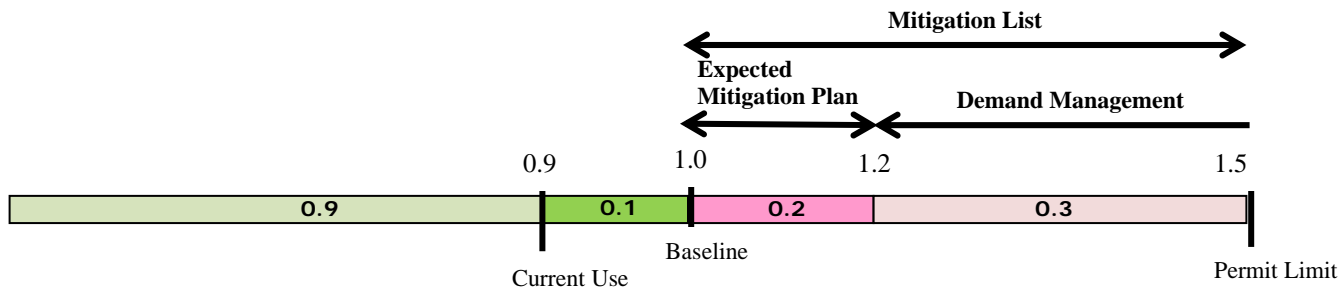 Mitigation List
Expected
Mitigation Plan
Demand Management
0.9
1.0
1.2
1.5
0.9
0.1
0.2
0.3
Current Use
Baseline
Permit Limit